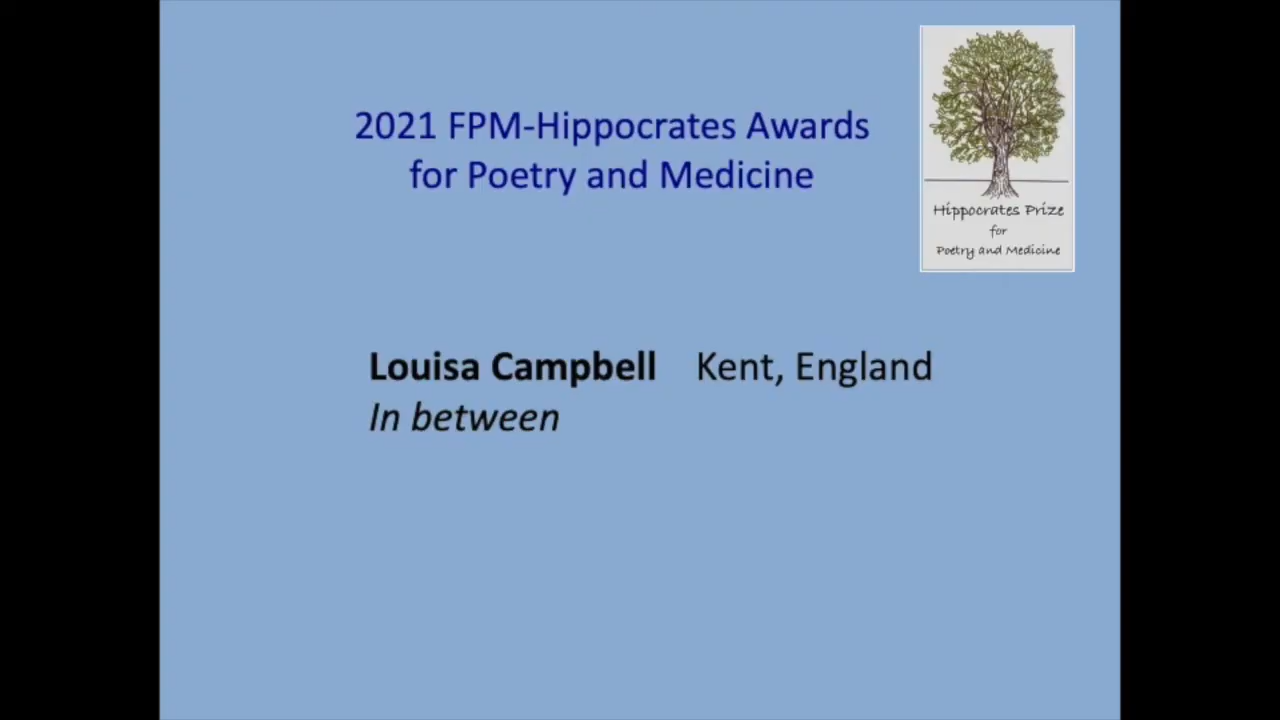 2021 FPM-Hippocrates Awards
for Poetry and Medicine
Hippocrates Prize
for
Poetry and Medicine
Louisa Campbell Kent, England
In between